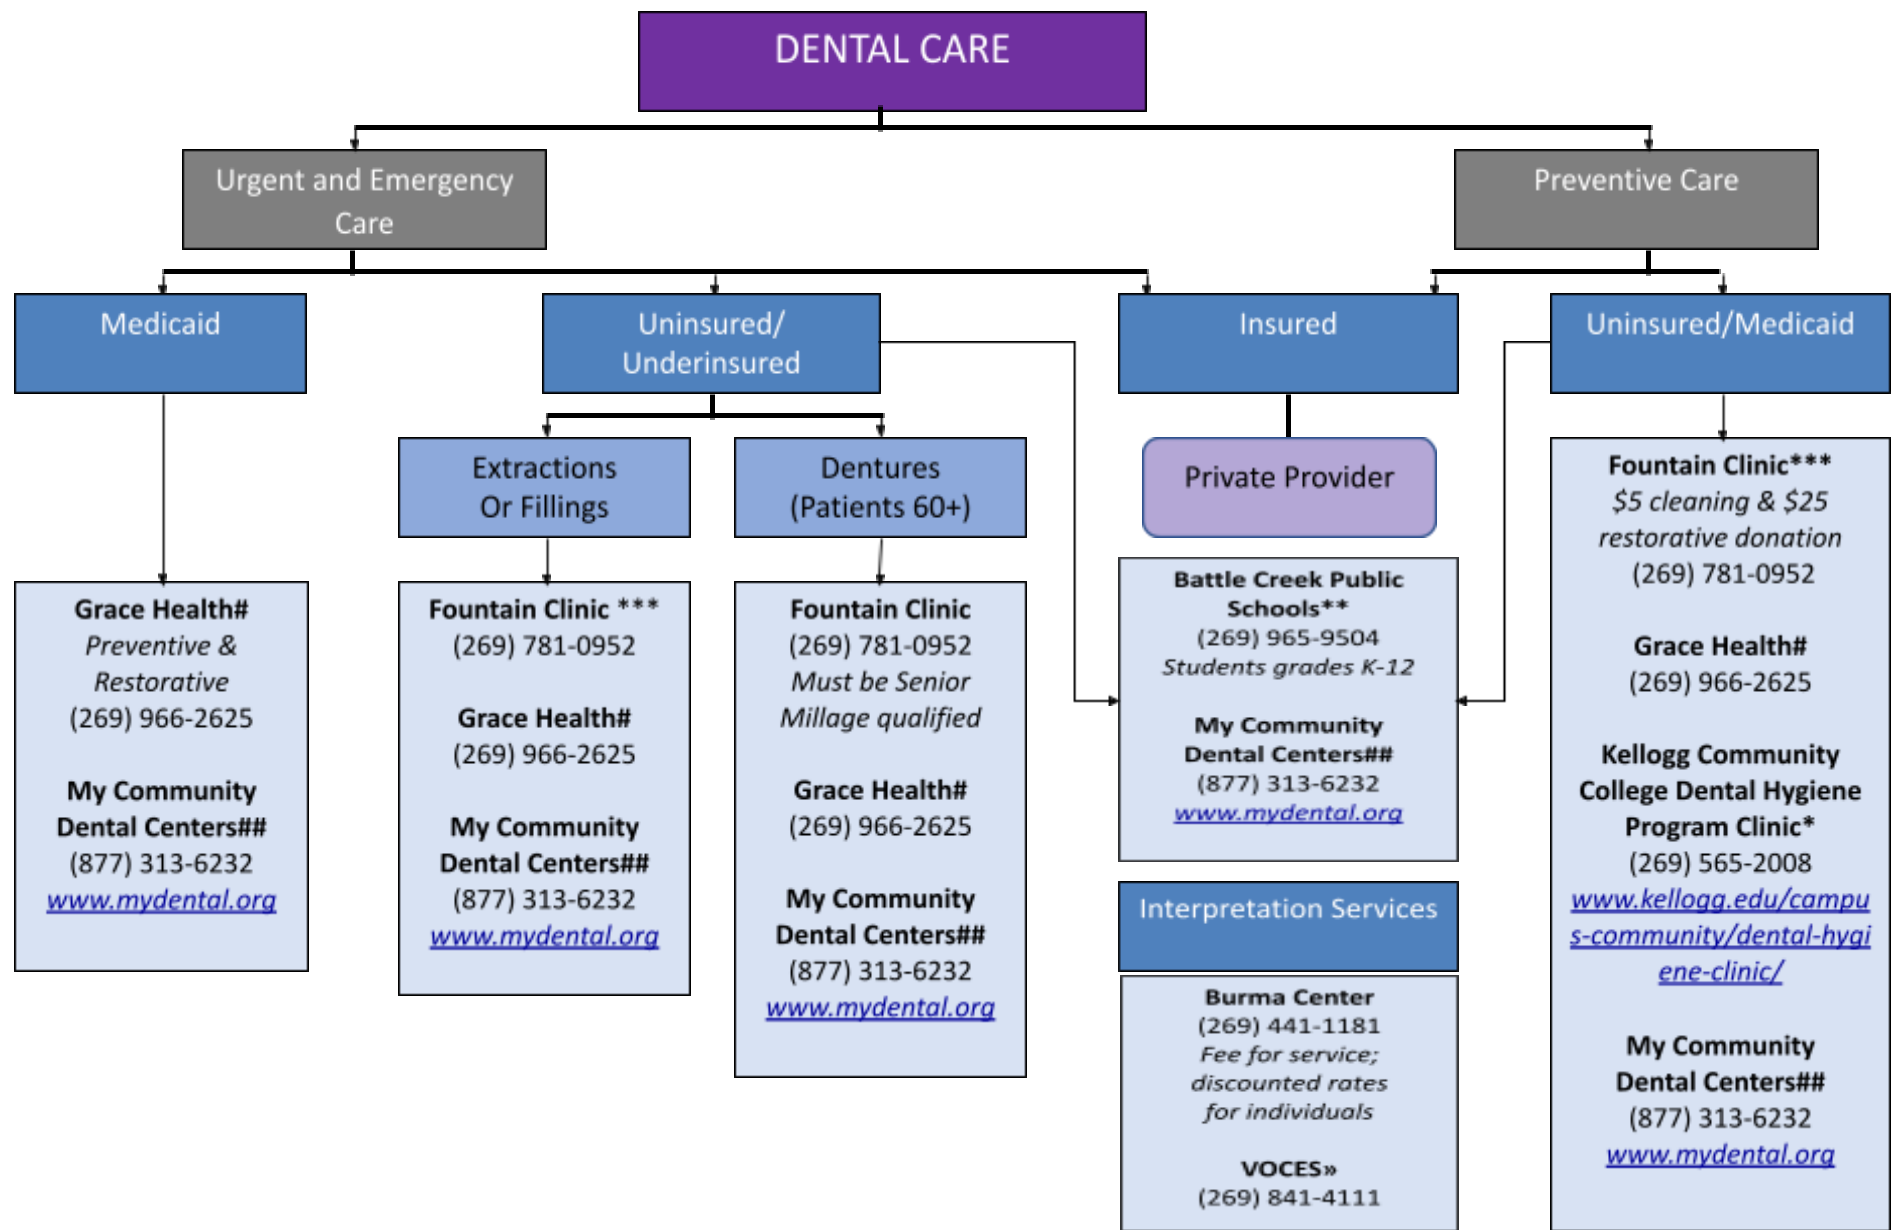 DENTAL CARE
Urgent and Emergency
Care
Preventive Care
Medicaid
Uninsured/
Underinsured
Insured
Uninsured/Medicaid
Extractions
Or Fillings
Dentures
(Patients 60+)
Private Provider
Grace Health#
Preventive &
Restorative
(269) 966-2625
My Community
Dental Centers##
(877) 313-6232
www.mydental.org
Fountain Clinic ***
(269) 781-0952
Grace Health#
(269) 966-2625
My Community
Dental Centers##
(877) 313-6232
www.mydental.org
Fountain Clinic
(269) 781-0952
Must be Senior
Millage qualified
Grace Health#
(269) 966-2625
My Community
Dental Centers##
(877) 313-6232
www.mydental.org
Battle Creek Public
Schools**
(269) 965-9504
Students grades K-12
My Community
Dental Centers##
(877) 313-6232
www.mydental.org
Interpretation Services
Burma Center
(269) 441-1181
Fee for service;
discounted rates
for individuals
VOCES»
(269) 841-4111
Fountain Clinic***
$5 cleaning & $25
restorative donation
(269) 781-0952
Grace Health#
(269) 966-2625
Kellogg Community
College Dental Hygiene
Program Clinic*
(269) 565-2008
www.kellogg.edu/campu
s-community/dental-hygi
ene-clinic/
My Community
Dental Centers##
(877) 313-6232
www.mydental.org